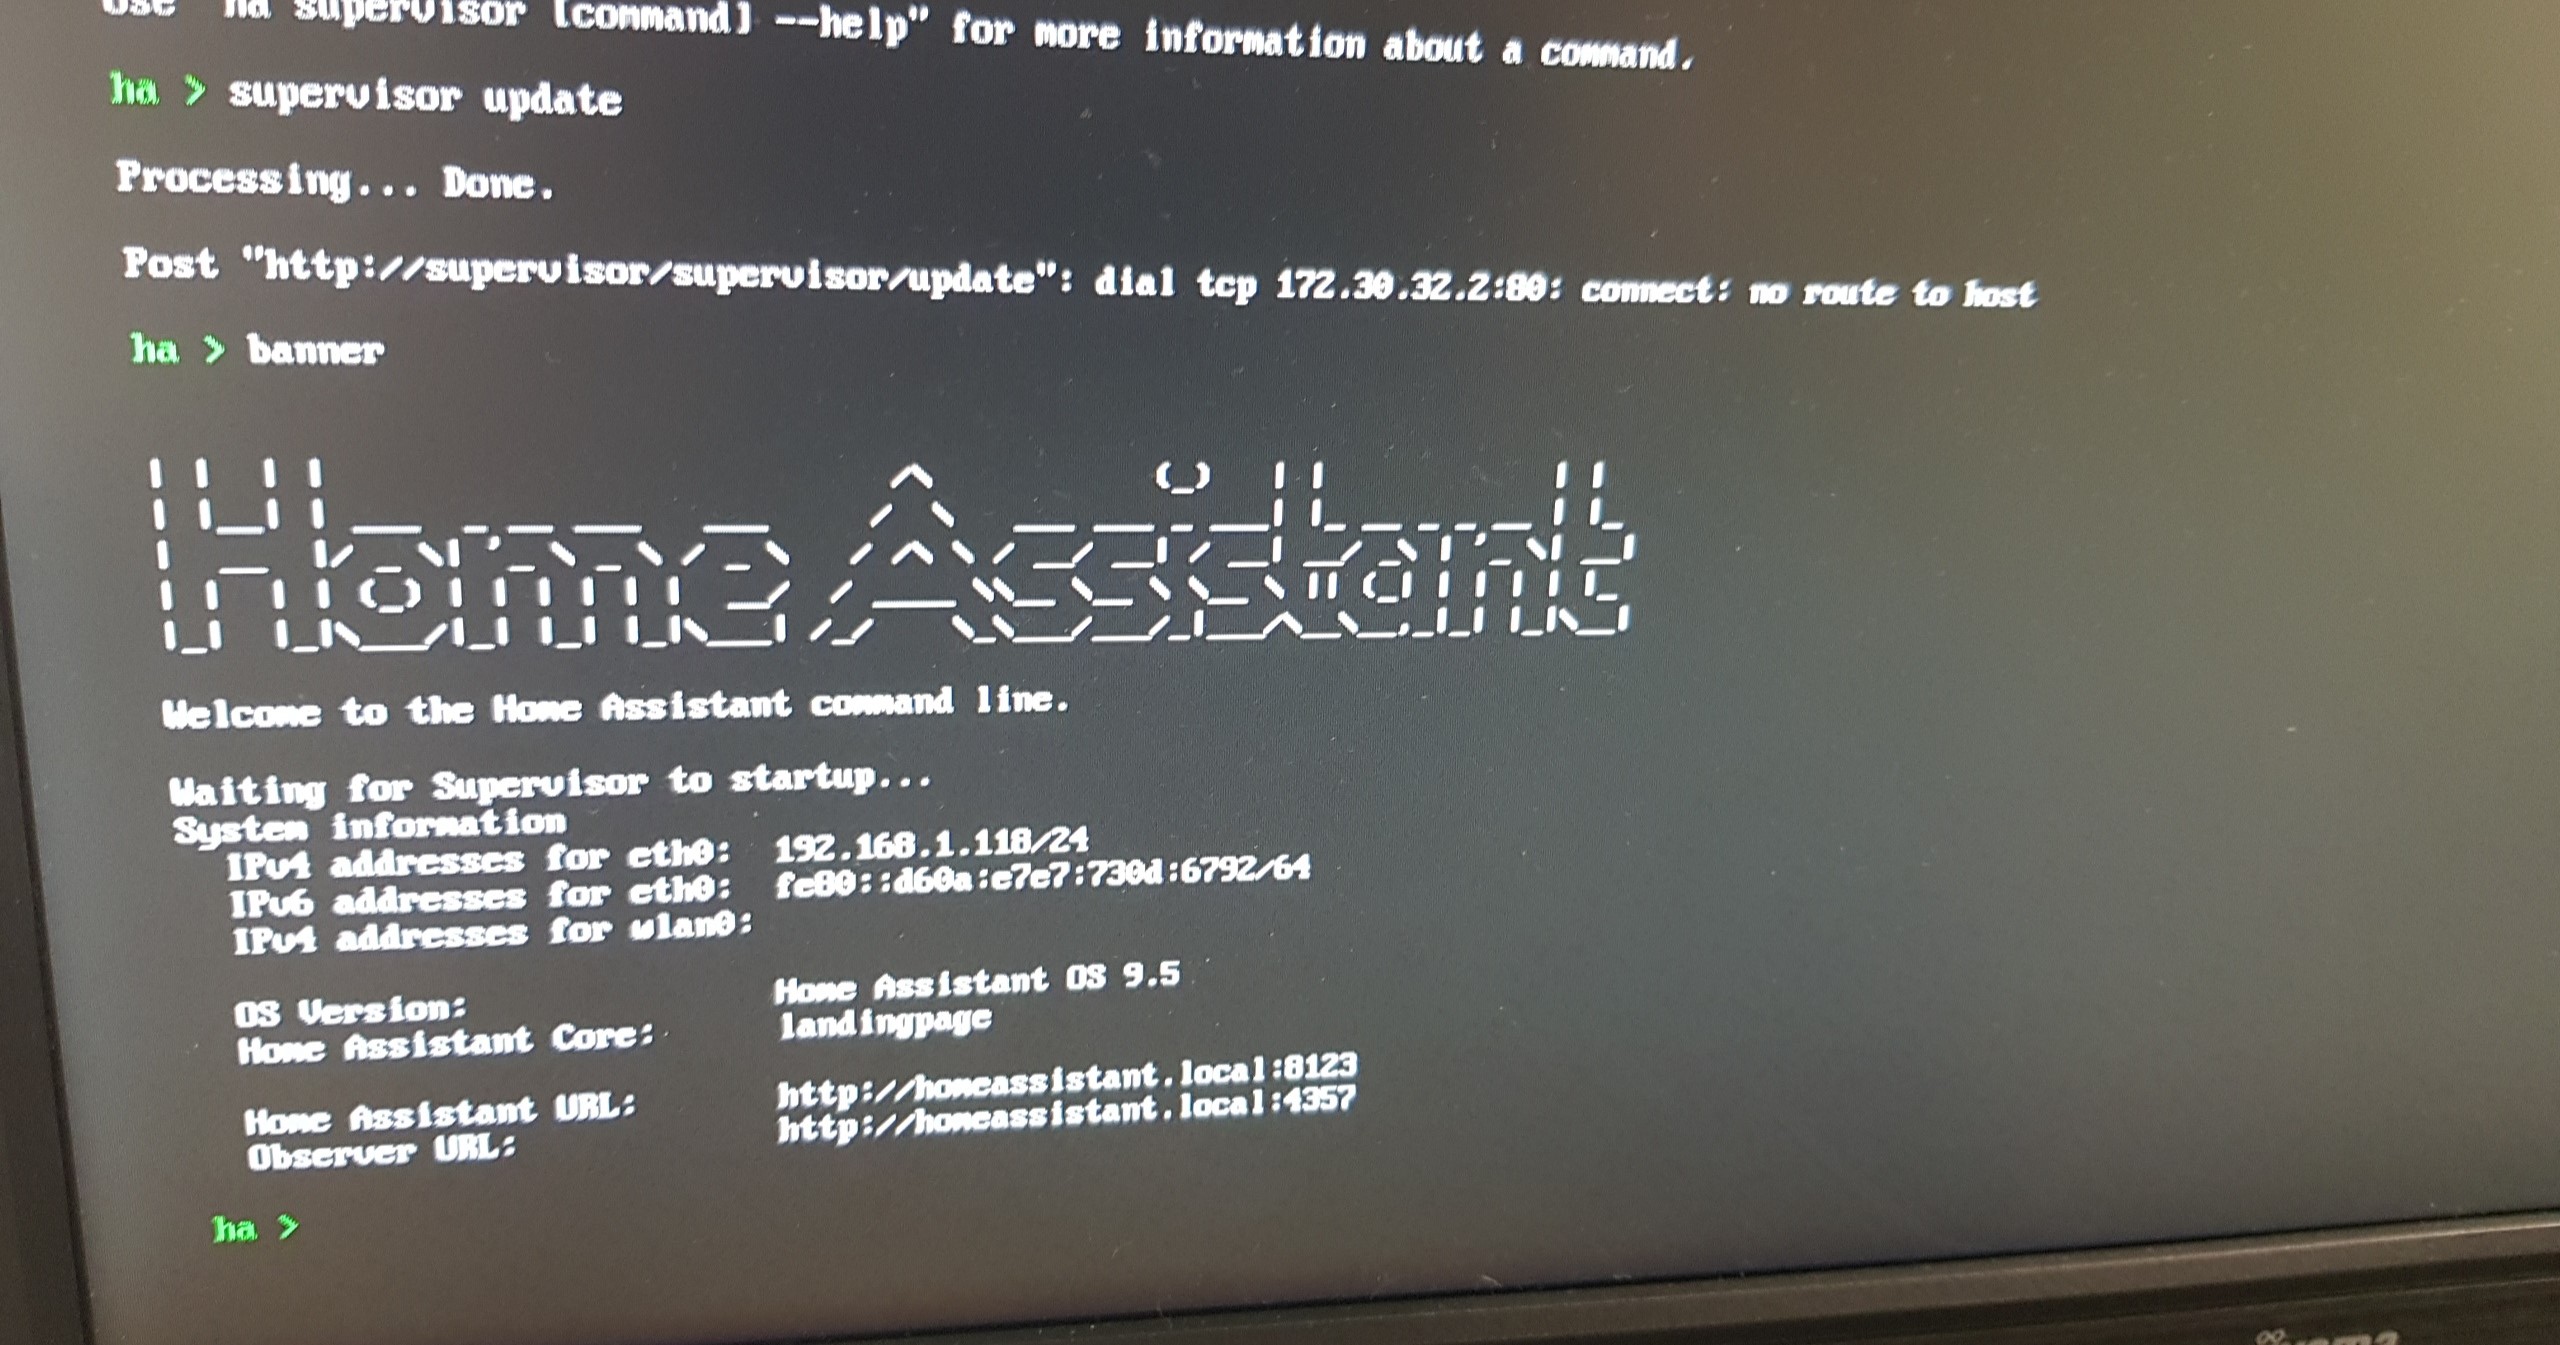 Use "ha supervisor [command] --help" for more information about a command.
ha > supervisor update
Processing... Done.
Post "http://supervisor/supervisor/update": dial tcp 172.30.32.2:80: connect: no route to host
ha > banner
Home Assistant
Welcome to the Home Assistant command line.
Waiting for Supervisor to startup...
System information
IPv4 addresses for eth0: 192.168.1.118/24
IPv6 addresses for eth0: fe80::d60a:e7e7:730d:6792/64
IPv4 addresses for wlan0:
OS Version: Home Assistant OS 9.5
Home Assistant Core: landingpage
Home Assistant URL: http://homeassistant.local:8123
Observer URL: http://homeassistant.local:4357
ha >